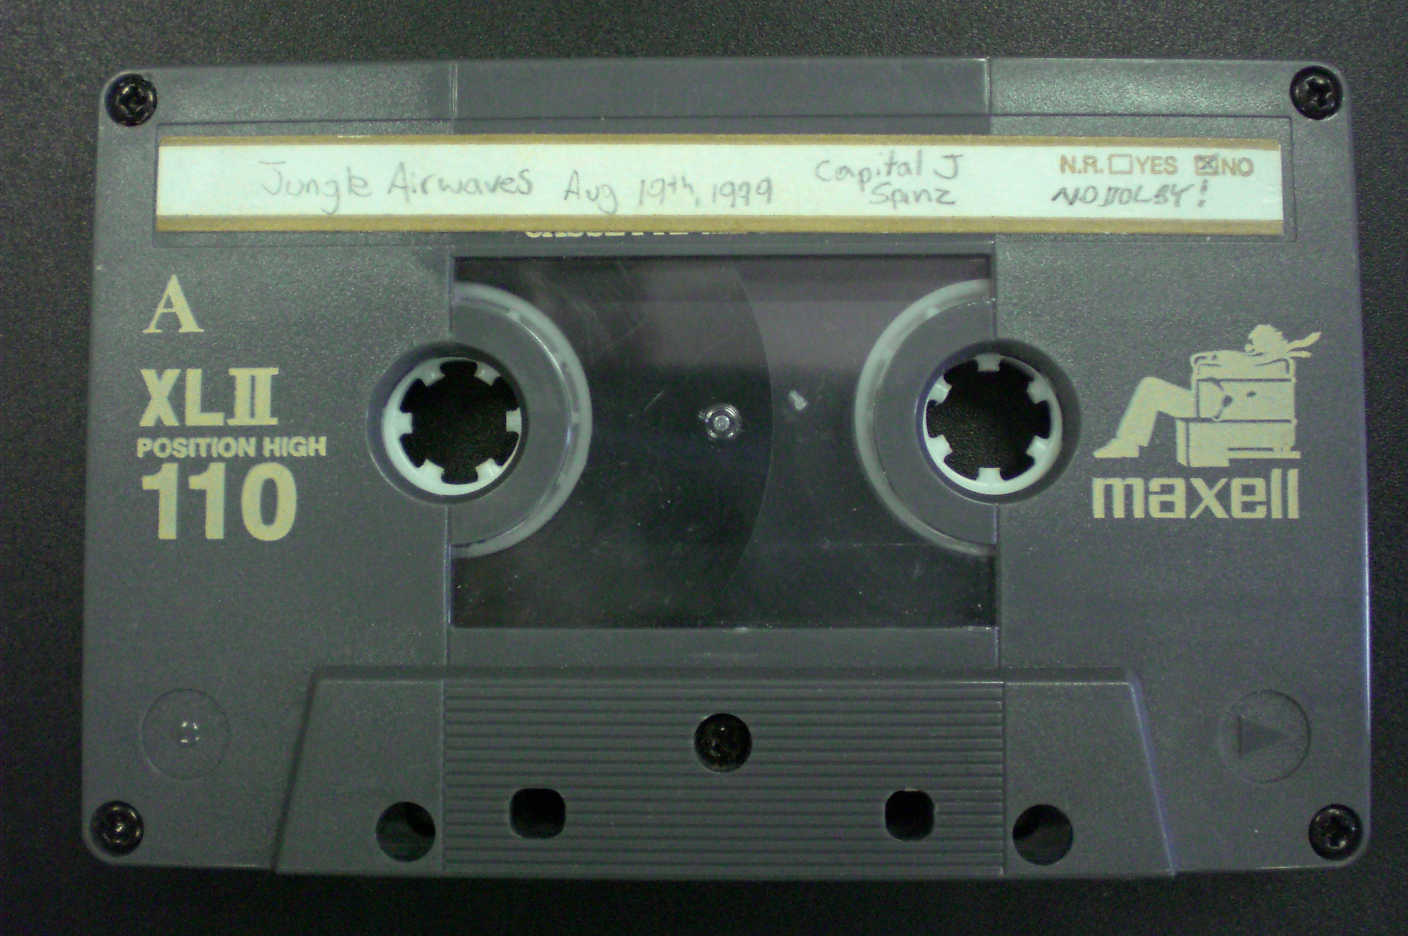 Jungle Airwaves Aug 19th, 1999 Capital J
Spinz
N.R. YES NO
NO DOLBY!
A
XLII
POSITION HIGH
110
maxell